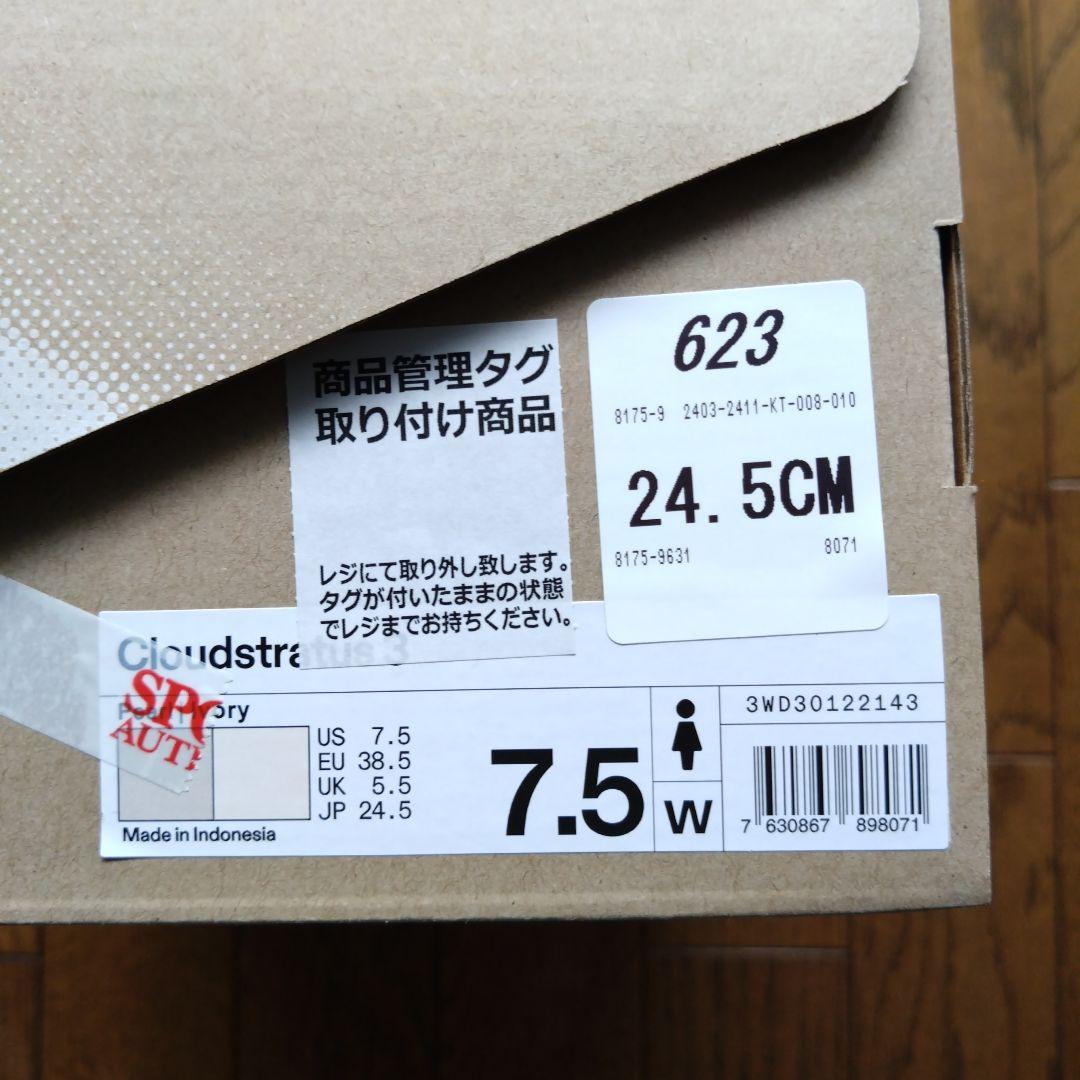 商品管理タグ
取り付け商品
レジにて取り外し致します。
タグが付いたままの状態
でレジまでお持ちください。
623
8175-9 2403-2411-KT-008-010
24.5CM
8175-9631 8071
Cloudstratus 3
SPO
AUTH
US 7.5
EU 38.5
UK 5.5
JP 24.5
Made in Indonesia
7.5
W
3WD30122143
7 630867 898071